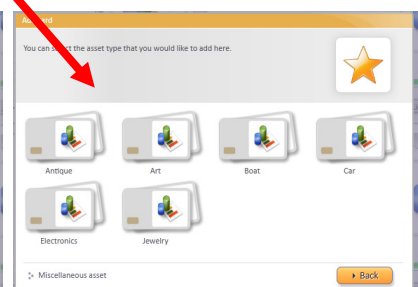 You can select the asset type that you would like to add here.
Antique
Art
Boat
Car
Electronics
Jewelry
Miscellaneous asset
Back